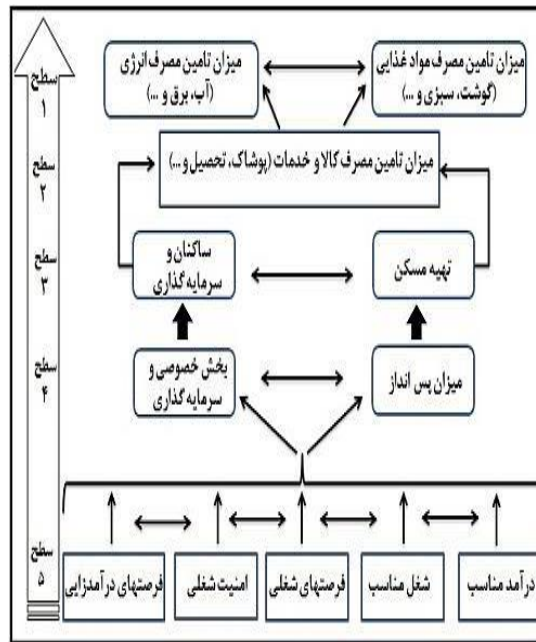 سطح
۱
میزان تامین مصرف مواد غذایی
(گوشت، سبزی و ...)
میزان تامین مصرف انرژی
(آب، برق و ...)
سطح
۲
میزان تامین مصرف کالا و خدمات (پوشاک، تحصیل و ...)
سطح
۳
تهیه مسکن
ساکنان و
سرمایه گذاری
سطح
۴
میزان پس انداز
بخش خصوصی و
سرمایه گذاری
سطح
۵
درآمد مناسب
شغل مناسب
فرصتهای شغلی
امنیت شغلی
فرصتهای درآمدزایی